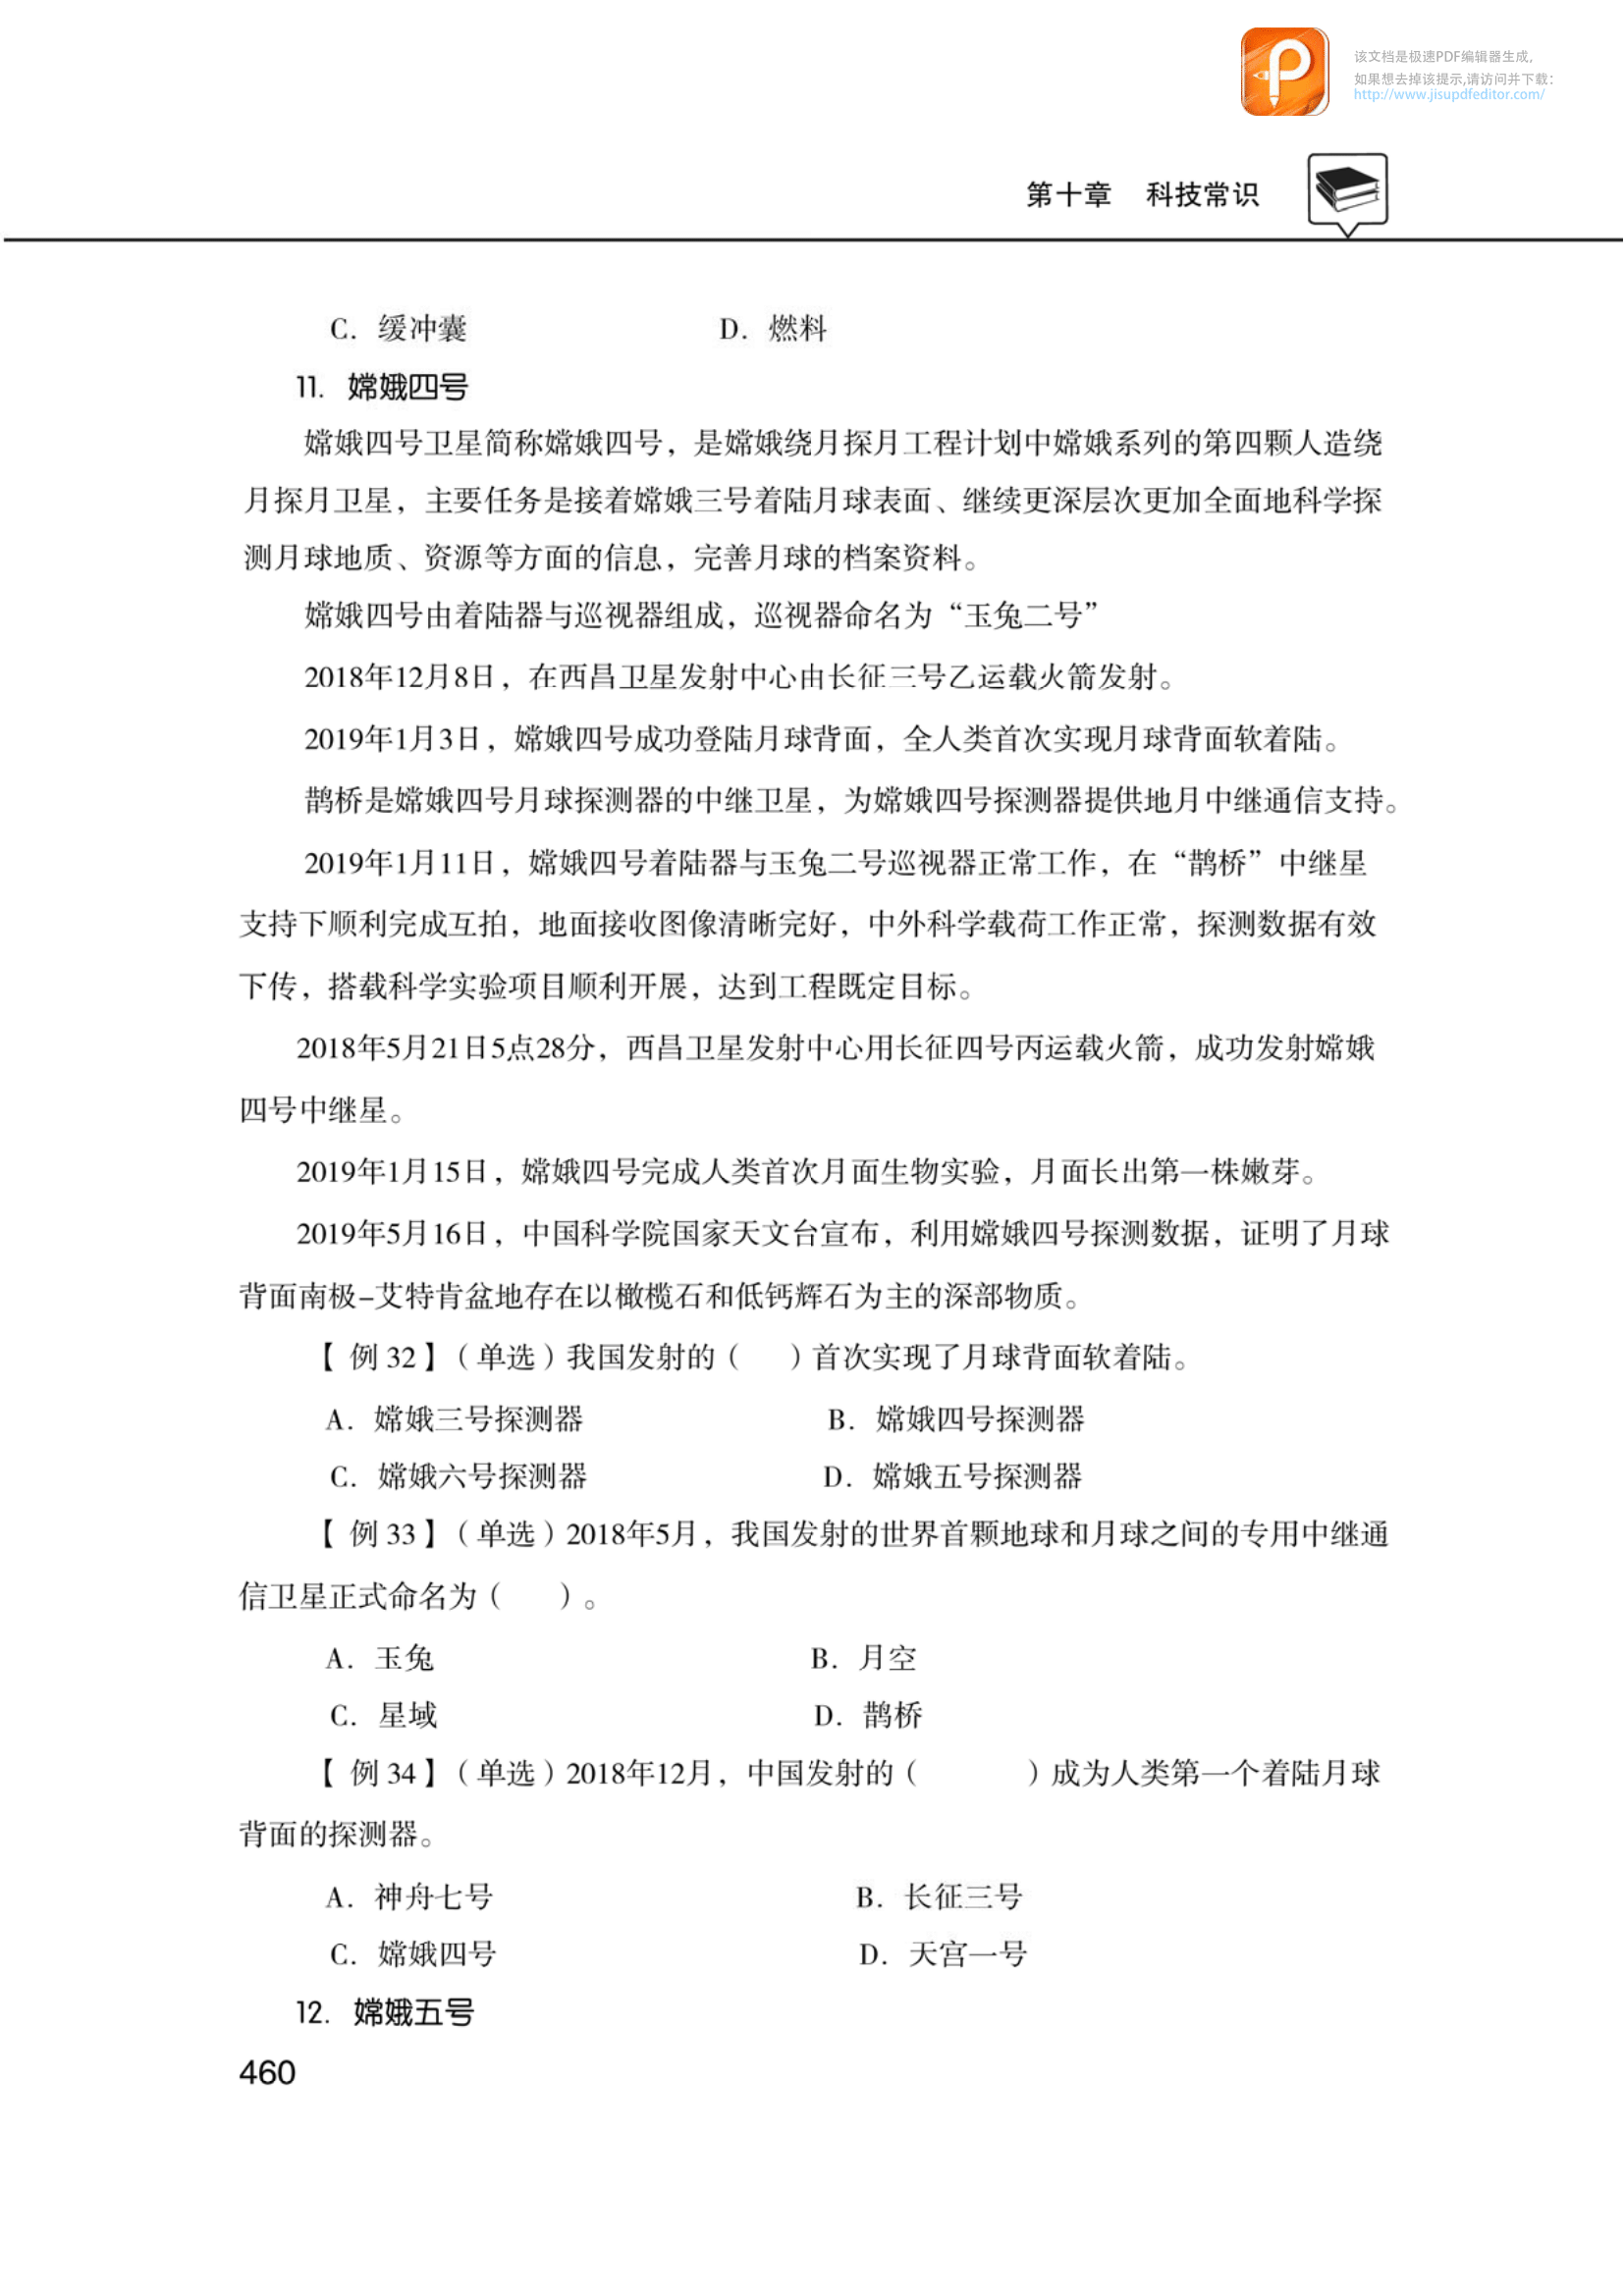 该文档是极速PDF编辑器生成,
如果想去掉该提示,请访问并下载:
http://www.jisupdfeditor.com/
第十章 科技常识
C. 缓冲囊 D. 燃料
11. 嫦娥四号
嫦娥四号卫星简称嫦娥四号，是嫦娥绕月探月工程计划中嫦娥系列的第四颗人造绕
月探月卫星，主要任务是接着嫦娥三号着陆月球表面、继续更深层次更加全面地科学探
测月球地质、资源等方面的信息，完善月球的档案资料。
嫦娥四号由着陆器与巡视器组成，巡视器命名为“玉兔二号”
2018年12月8日，在西昌卫星发射中心由长征三号乙运载火箭发射。
2019年1月3日，嫦娥四号成功登陆月球背面，全人类首次实现月球背面软着陆。
鹊桥是嫦娥四号月球探测器的中继卫星，为嫦娥四号探测器提供地月中继通信支持。
2019年1月11日，嫦娥四号着陆器与玉兔二号巡视器正常工作，在“鹊桥”中继星
支持下顺利完成互拍，地面接收图像清晰完好，中外科学载荷工作正常，探测数据有效
下传，搭载科学实验项目顺利开展，达到工程既定目标。
2018年5月21日5点28分，西昌卫星发射中心用长征四号丙运载火箭，成功发射嫦娥
四号中继星。
2019年1月15日，嫦娥四号完成人类首次月面生物实验，月面长出第一株嫩芽。
2019年5月16日，中国科学院国家天文台宣布，利用嫦娥四号探测数据，证明了月球
背面南极-艾特肯盆地存在以橄榄石和低钙辉石为主的深部物质。
【例32】（单选）我国发射的（ ）首次实现了月球背面软着陆。
A. 嫦娥三号探测器 B. 嫦娥四号探测器
C. 嫦娥六号探测器 D. 嫦娥五号探测器
【例33】（单选）2018年5月，我国发射的世界首颗地球和月球之间的专用中继通
信卫星正式命名为（ ）。
A. 玉兔 B. 月空
C. 星域 D. 鹊桥
【例34】（单选）2018年12月，中国发射的（ ）成为人类第一个着陆月球
背面的探测器。
A. 神舟七号 B. 长征三号
C. 嫦娥四号 D. 天宫一号
12. 嫦娥五号
460